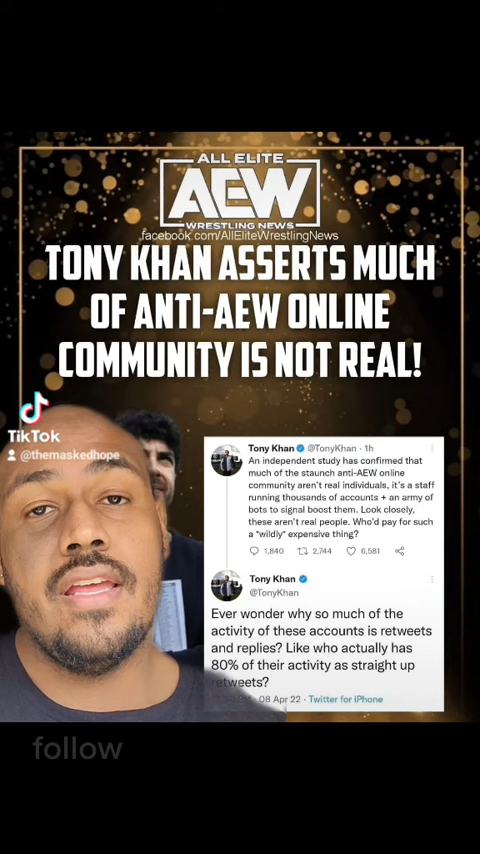 ALL ELITE
AEW
WRESTLING NEWS
facebook.com/AllEliteWrestlingNews
TONY KHAN ASSERTS MUCH
OF ANTI-AEW ONLINE
COMMUNITY IS NOT REAL!
TikTok
@themaskedhope
Tony Khan @TonyKhan · 1h
An independent study has confirmed that
much of the staunch anti-AEW online
community aren't real individuals, it's a staff
running thousands of accounts + an army of
bots to signal boost them. Look closely,
these aren't real people. Who'd pay for such
a *wildly* expensive thing?
1,840 2,744 6,581
Tony Khan
@TonyKhan
Ever wonder why so much of the
activity of these accounts is retweets
and replies? Like who actually has
80% of their activity as straight up
retweets?
08 Apr 22 · Twitter for iPhone
follow